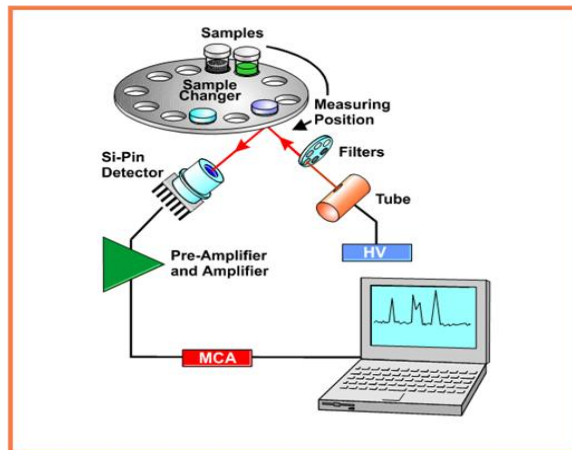 Samples
Sample
Changer
Measuring
Position
Si-Pin
Detector
Filters
Tube
HV
Pre-Amplifier
and Amplifier
MCA